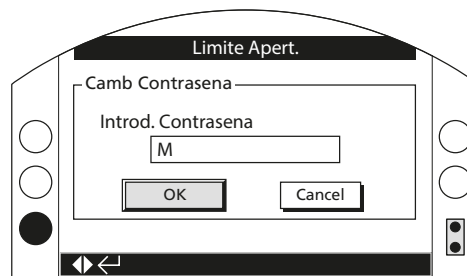 Limite Apert.
Camb Contrasena
Introd. Contrasena
M
OK Cancel